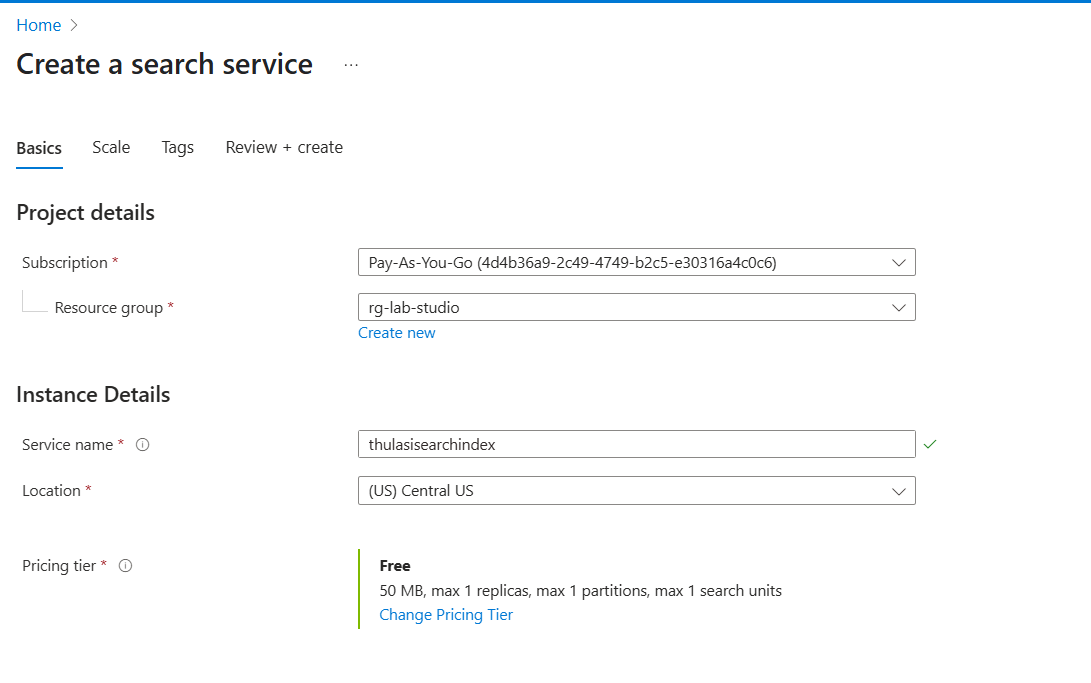 Home
Create a search service ...
Basics Scale Tags Review + create
Project details
Subscription * Pay-As-You-Go (4d4b36a9-2c49-4749-b2c5-e30316a4c0c6)
Resource group * rg-lab-studio
Create new
Instance Details
Service name * thulasisearchindex
Location * (US) Central US
Pricing tier * Free
50 MB, max 1 replicas, max 1 partitions, max 1 search units
Change Pricing Tier